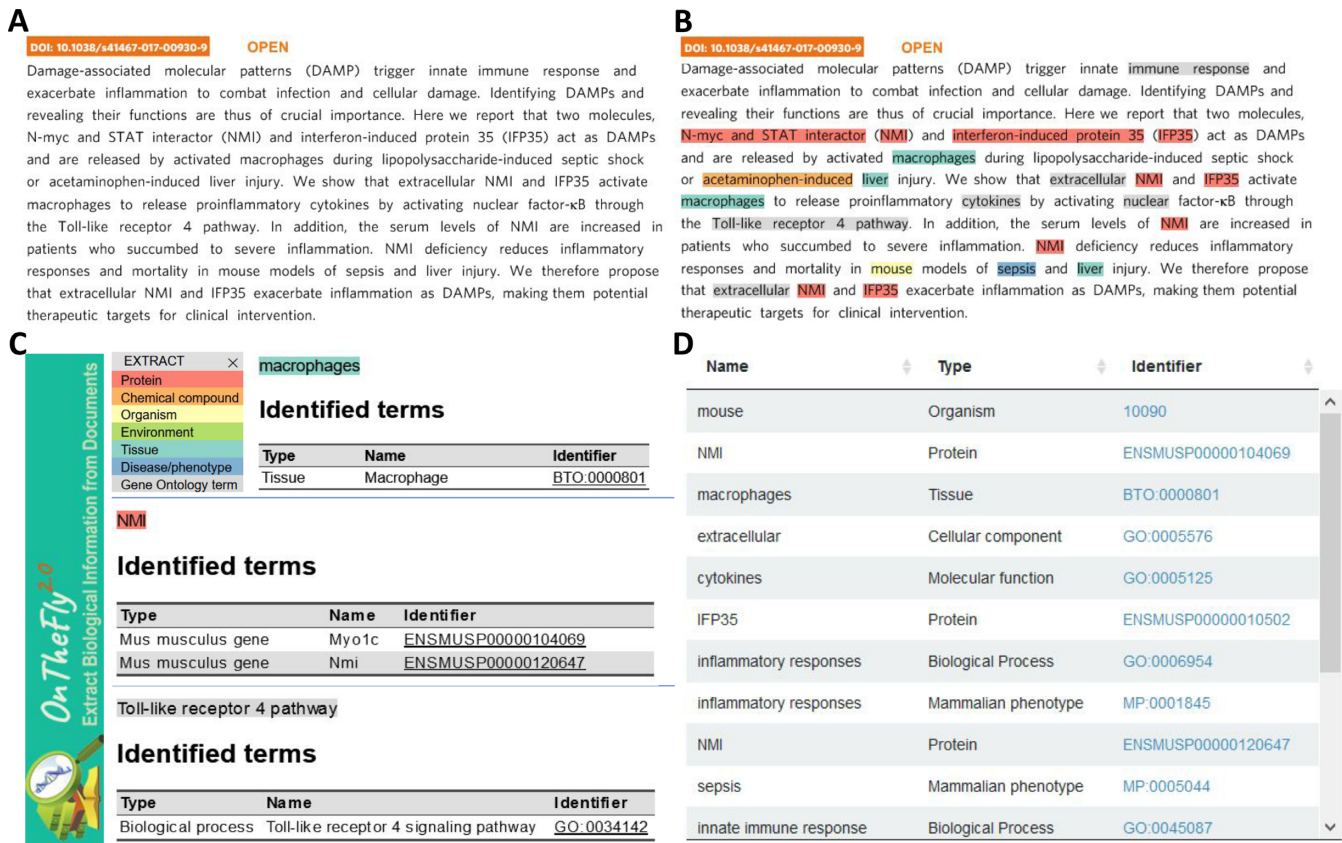 A
DOI: 10.1038/s41467-017-00930-9 OPEN
Damage-associated molecular patterns (DAMP) trigger innate immune response and
exacerbate inflammation to combat infection and cellular damage. Identifying DAMPs and
revealing their functions are thus of crucial importance. Here we report that two molecules,
N-myc and STAT interactor (NMI) and interferon-induced protein 35 (IFP35) act as DAMPs
and are released by activated macrophages during lipopolysaccharide-induced septic shock
or acetaminophen-induced liver injury. We show that extracellular NMI and IFP35 activate
macrophages to release proinflammatory cytokines by activating nuclear factor-κB through
the Toll-like receptor 4 pathway. In addition, the serum levels of NMI are increased in
patients who succumbed to severe inflammation. NMI deficiency reduces inflammatory
responses and mortality in mouse models of sepsis and liver injury. We therefore propose
that extracellular NMI and IFP35 exacerbate inflammation as DAMPs, making them potential
therapeutic targets for clinical intervention.
B
DOI: 10.1038/s41467-017-00930-9 OPEN
Damage-associated molecular patterns (DAMP) trigger innate immune response and
exacerbate inflammation to combat infection and cellular damage. Identifying DAMPs and
revealing their functions are thus of crucial importance. Here we report that two molecules,
N-myc and STAT interactor (NMI) and interferon-induced protein 35 (IFP35) act as DAMPs
and are released by activated macrophages during lipopolysaccharide-induced septic shock
or acetaminophen-induced liver injury. We show that extracellular NMI and IFP35 activate
macrophages to release proinflammatory cytokines by activating nuclear factor-κB through
the Toll-like receptor 4 pathway. In addition, the serum levels of NMI are increased in
patients who succumbed to severe inflammation. NMI deficiency reduces inflammatory
responses and mortality in mouse models of sepsis and liver injury. We therefore propose
that extracellular NMI and IFP35 exacerbate inflammation as DAMPs, making them potential
therapeutic targets for clinical intervention.
C
OnTheFly2.0
Extract Biological Information from Documents
EXTRACT ×
Protein
Chemical compound
Organism
Environment
Tissue
Disease/phenotype
Gene Ontology term
macrophages
Identified terms
Type Name Identifier
Tissue Macrophage BTO:0000801
NMI
Identified terms
Type Name Identifier
Mus musculus gene Myo1c ENSMUSP00000104069
Mus musculus gene Nmi ENSMUSP00000120647
Toll-like receptor 4 pathway
Identified terms
Type Name Identifier
Biological process Toll-like receptor 4 signaling pathway GO:0034142
D
Name Type Identifier
mouse Organism 10090
NMI Protein ENSMUSP00000104069
macrophages Tissue BTO:0000801
extracellular Cellular component GO:0005576
cytokines Molecular function GO:0005125
IFP35 Protein ENSMUSP00000010502
inflammatory responses Biological Process GO:0006954
inflammatory responses Mammalian phenotype MP:0001845
NMI Protein ENSMUSP00000120647
sepsis Mammalian phenotype MP:0005044
innate immune response Biological Process GO:0045087